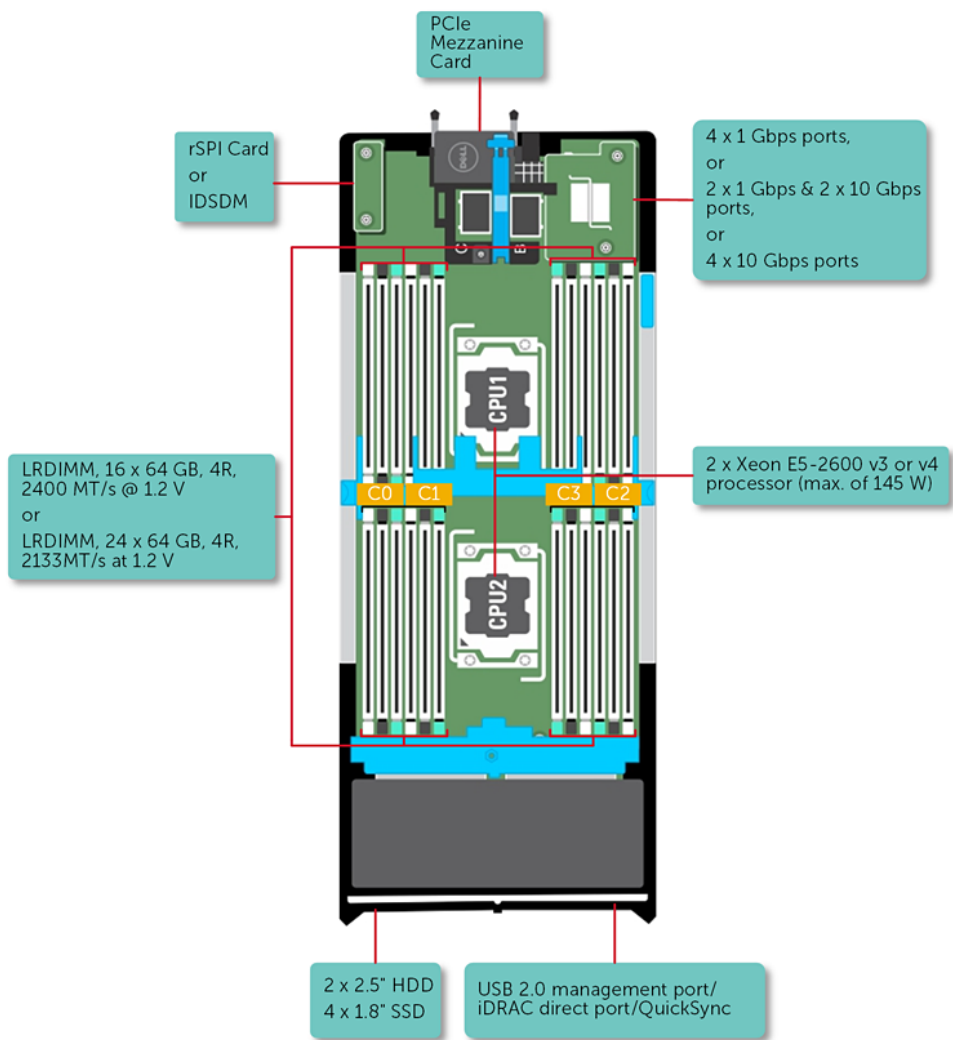 PCIe
Mezzanine
Card
rSPI Card
or
IDSDM
4 x 1 Gbps ports,
or
2 x 1 Gbps & 2 x 10 Gbps
ports,
or
4 x 10 Gbps ports
DELL
C
B
CPU1
LRDIMM, 16 x 64 GB, 4R,
2400 MT/s @ 1.2 V
or
LRDIMM, 24 x 64 GB, 4R,
2133MT/s at 1.2 V
C0
C1
C3
C2
2 x Xeon E5-2600 v3 or v4
processor (max. of 145 W)
CPU2
2 x 2.5" HDD
4 x 1.8" SSD
USB 2.0 management port/
iDRAC direct port/QuickSync